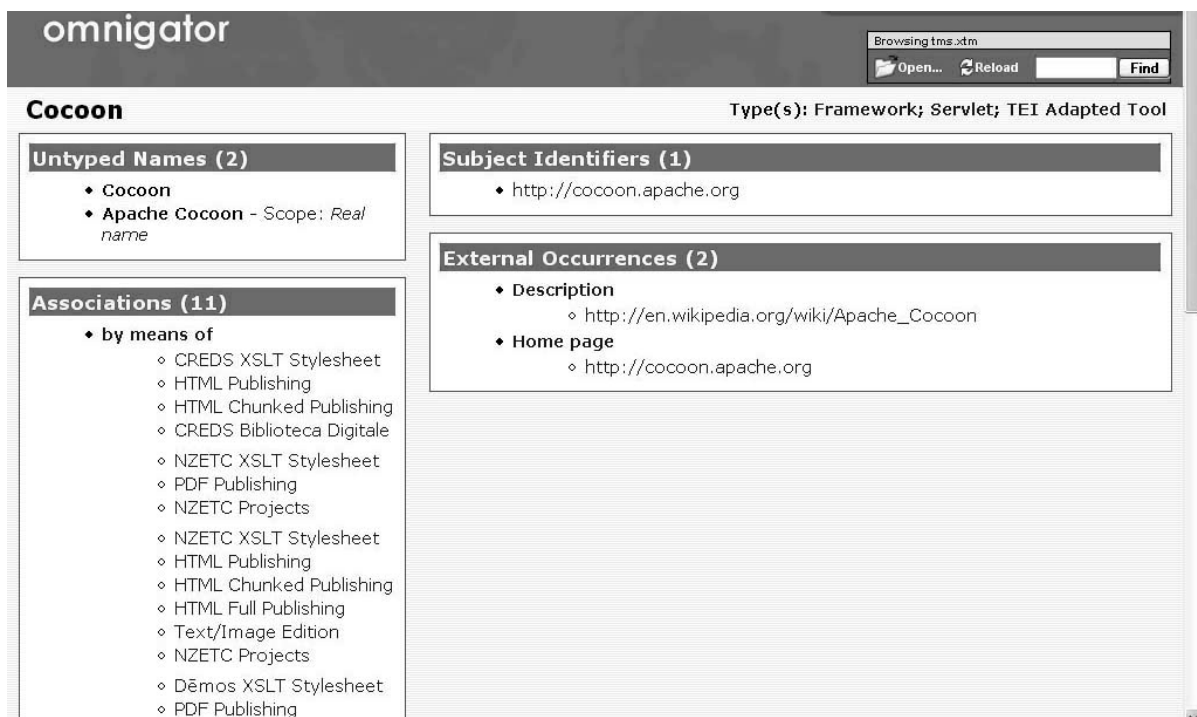 omnigator
Browsing tms.xtm
Open... Reload Find
Cocoon
Type(s): Framework; Servlet; TEI Adapted Tool
Untyped Names (2)
Cocoon
Apache Cocoon - Scope: Real
name
Associations (11)
by means of
CREDS XSLT Stylesheet
HTML Publishing
HTML Chunked Publishing
CREDS Biblioteca Digitale
NZETC XSLT Stylesheet
PDF Publishing
NZETC Projects
NZETC XSLT Stylesheet
HTML Publishing
HTML Chunked Publishing
HTML Full Publishing
Text/Image Edition
NZETC Projects
Dēmos XSLT Stylesheet
PDF Publishing
Subject Identifiers (1)
http://cocoon.apache.org
External Occurrences (2)
Description
http://en.wikipedia.org/wiki/Apache_Cocoon
Home page
http://cocoon.apache.org